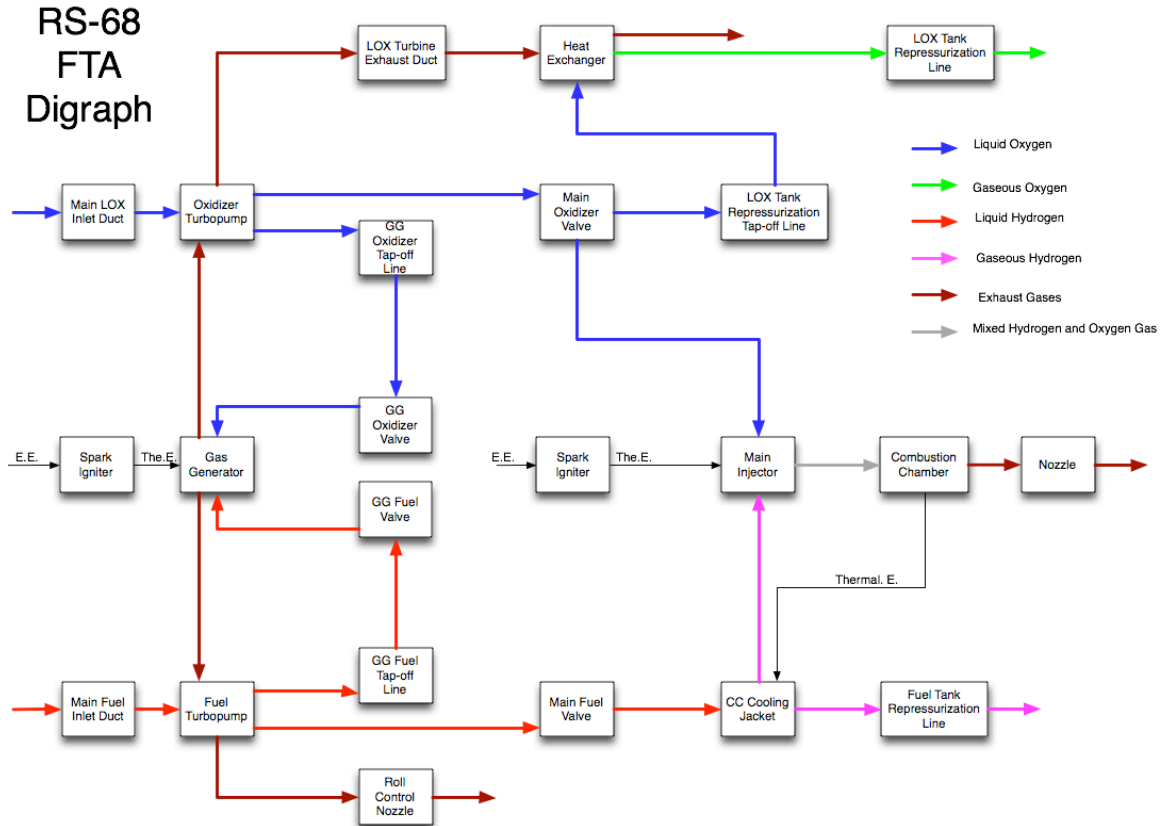 RS-68
FTA
Digraph
LOX Turbine
Exhaust Duct
Heat
Exchanger
LOX Tank
Repressurization
Line
Liquid Oxygen
Gaseous Oxygen
Liquid Hydrogen
Gaseous Hydrogen
Exhaust Gases
Mixed Hydrogen and Oxygen Gas
Main LOX
Inlet Duct
Oxidizer
Turbopump
Main
Oxidizer
Valve
LOX Tank
Repressurization
Tap-off Line
GG
Oxidizer
Tap-off
Line
GG
Oxidizer
Valve
E.E.
Spark
Igniter
The.E.
Gas
Generator
E.E.
Spark
Igniter
The.E.
Main
Injector
Combustion
Chamber
Nozzle
GG Fuel
Valve
Thermal. E.
GG Fuel
Tap-off
Line
Main Fuel
Inlet Duct
Fuel
Turbopump
Main Fuel
Valve
CC Cooling
Jacket
Fuel Tank
Repressurization
Line
Roll
Control
Nozzle